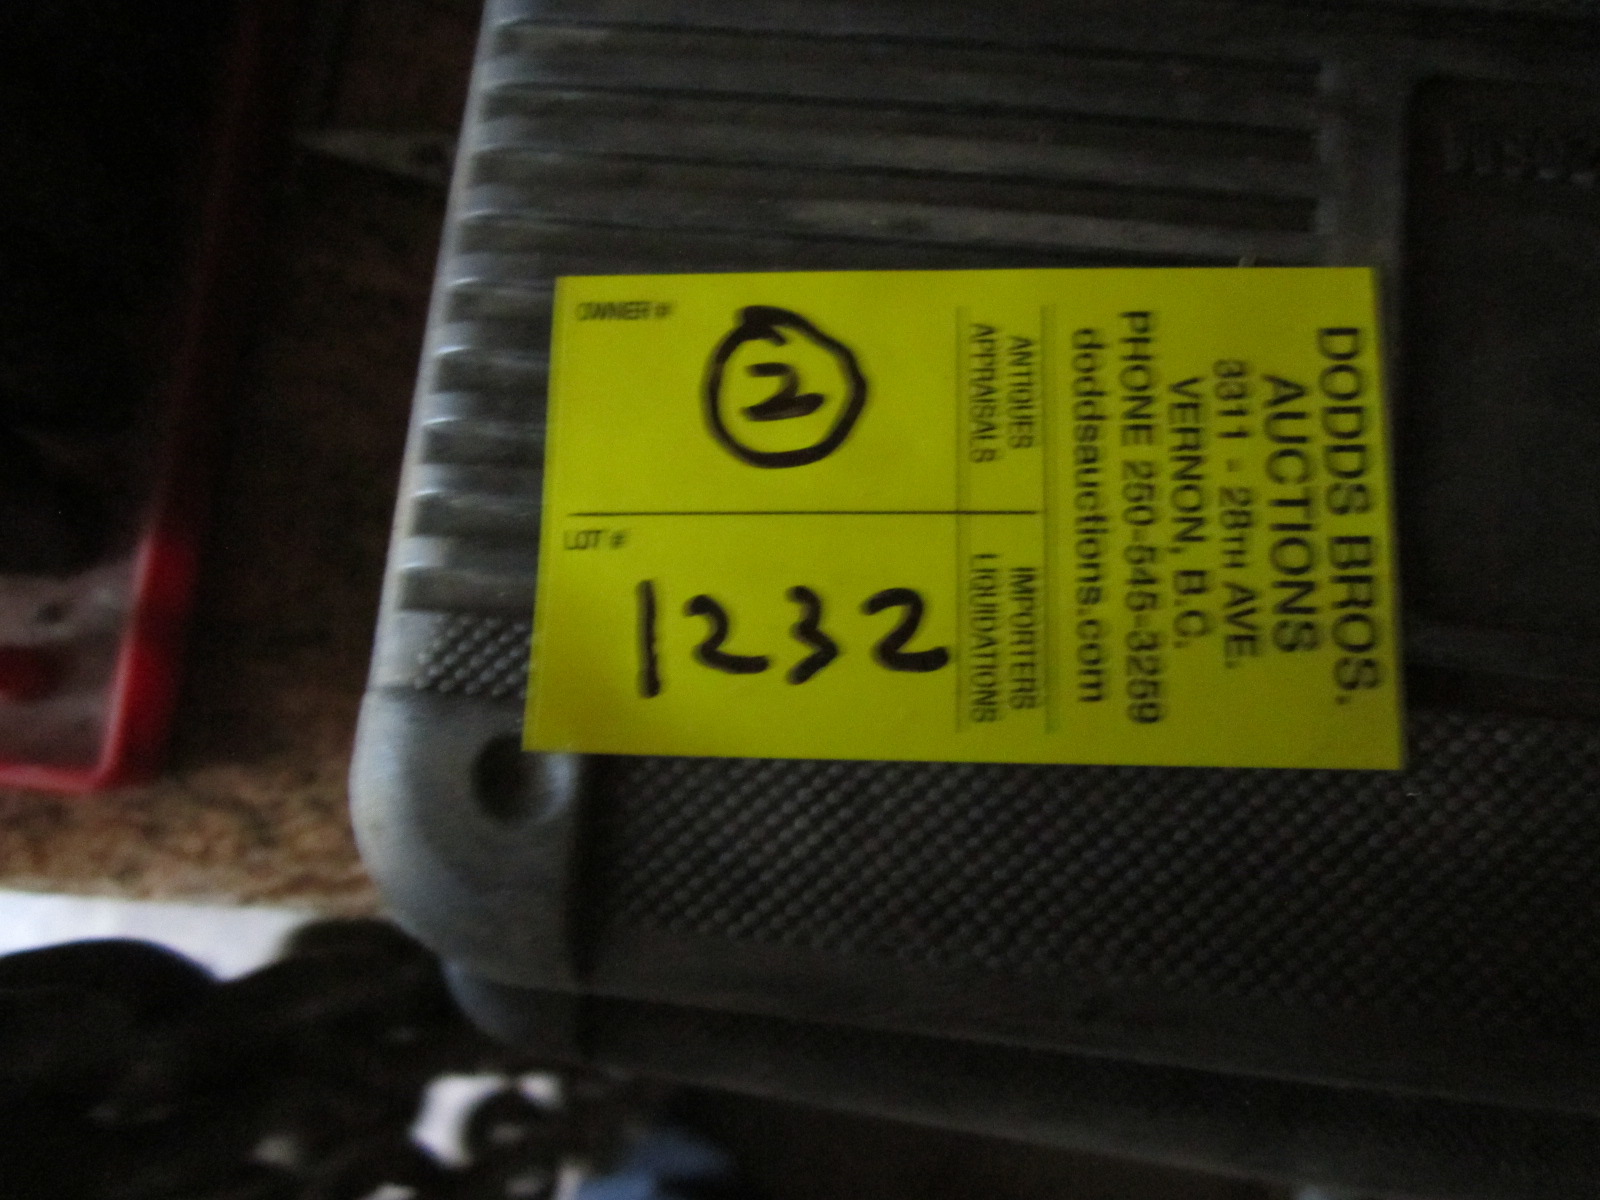 DODDS BROS.
AUCTIONS
3311 - 28TH AVE.
VERNON, B.C.
PHONE 250-545-3259
doddsauctions.com
ANTIQUES IMPORTERS
APPRAISALS LIQUIDATIONS
OWNER #
2
LOT #
1232